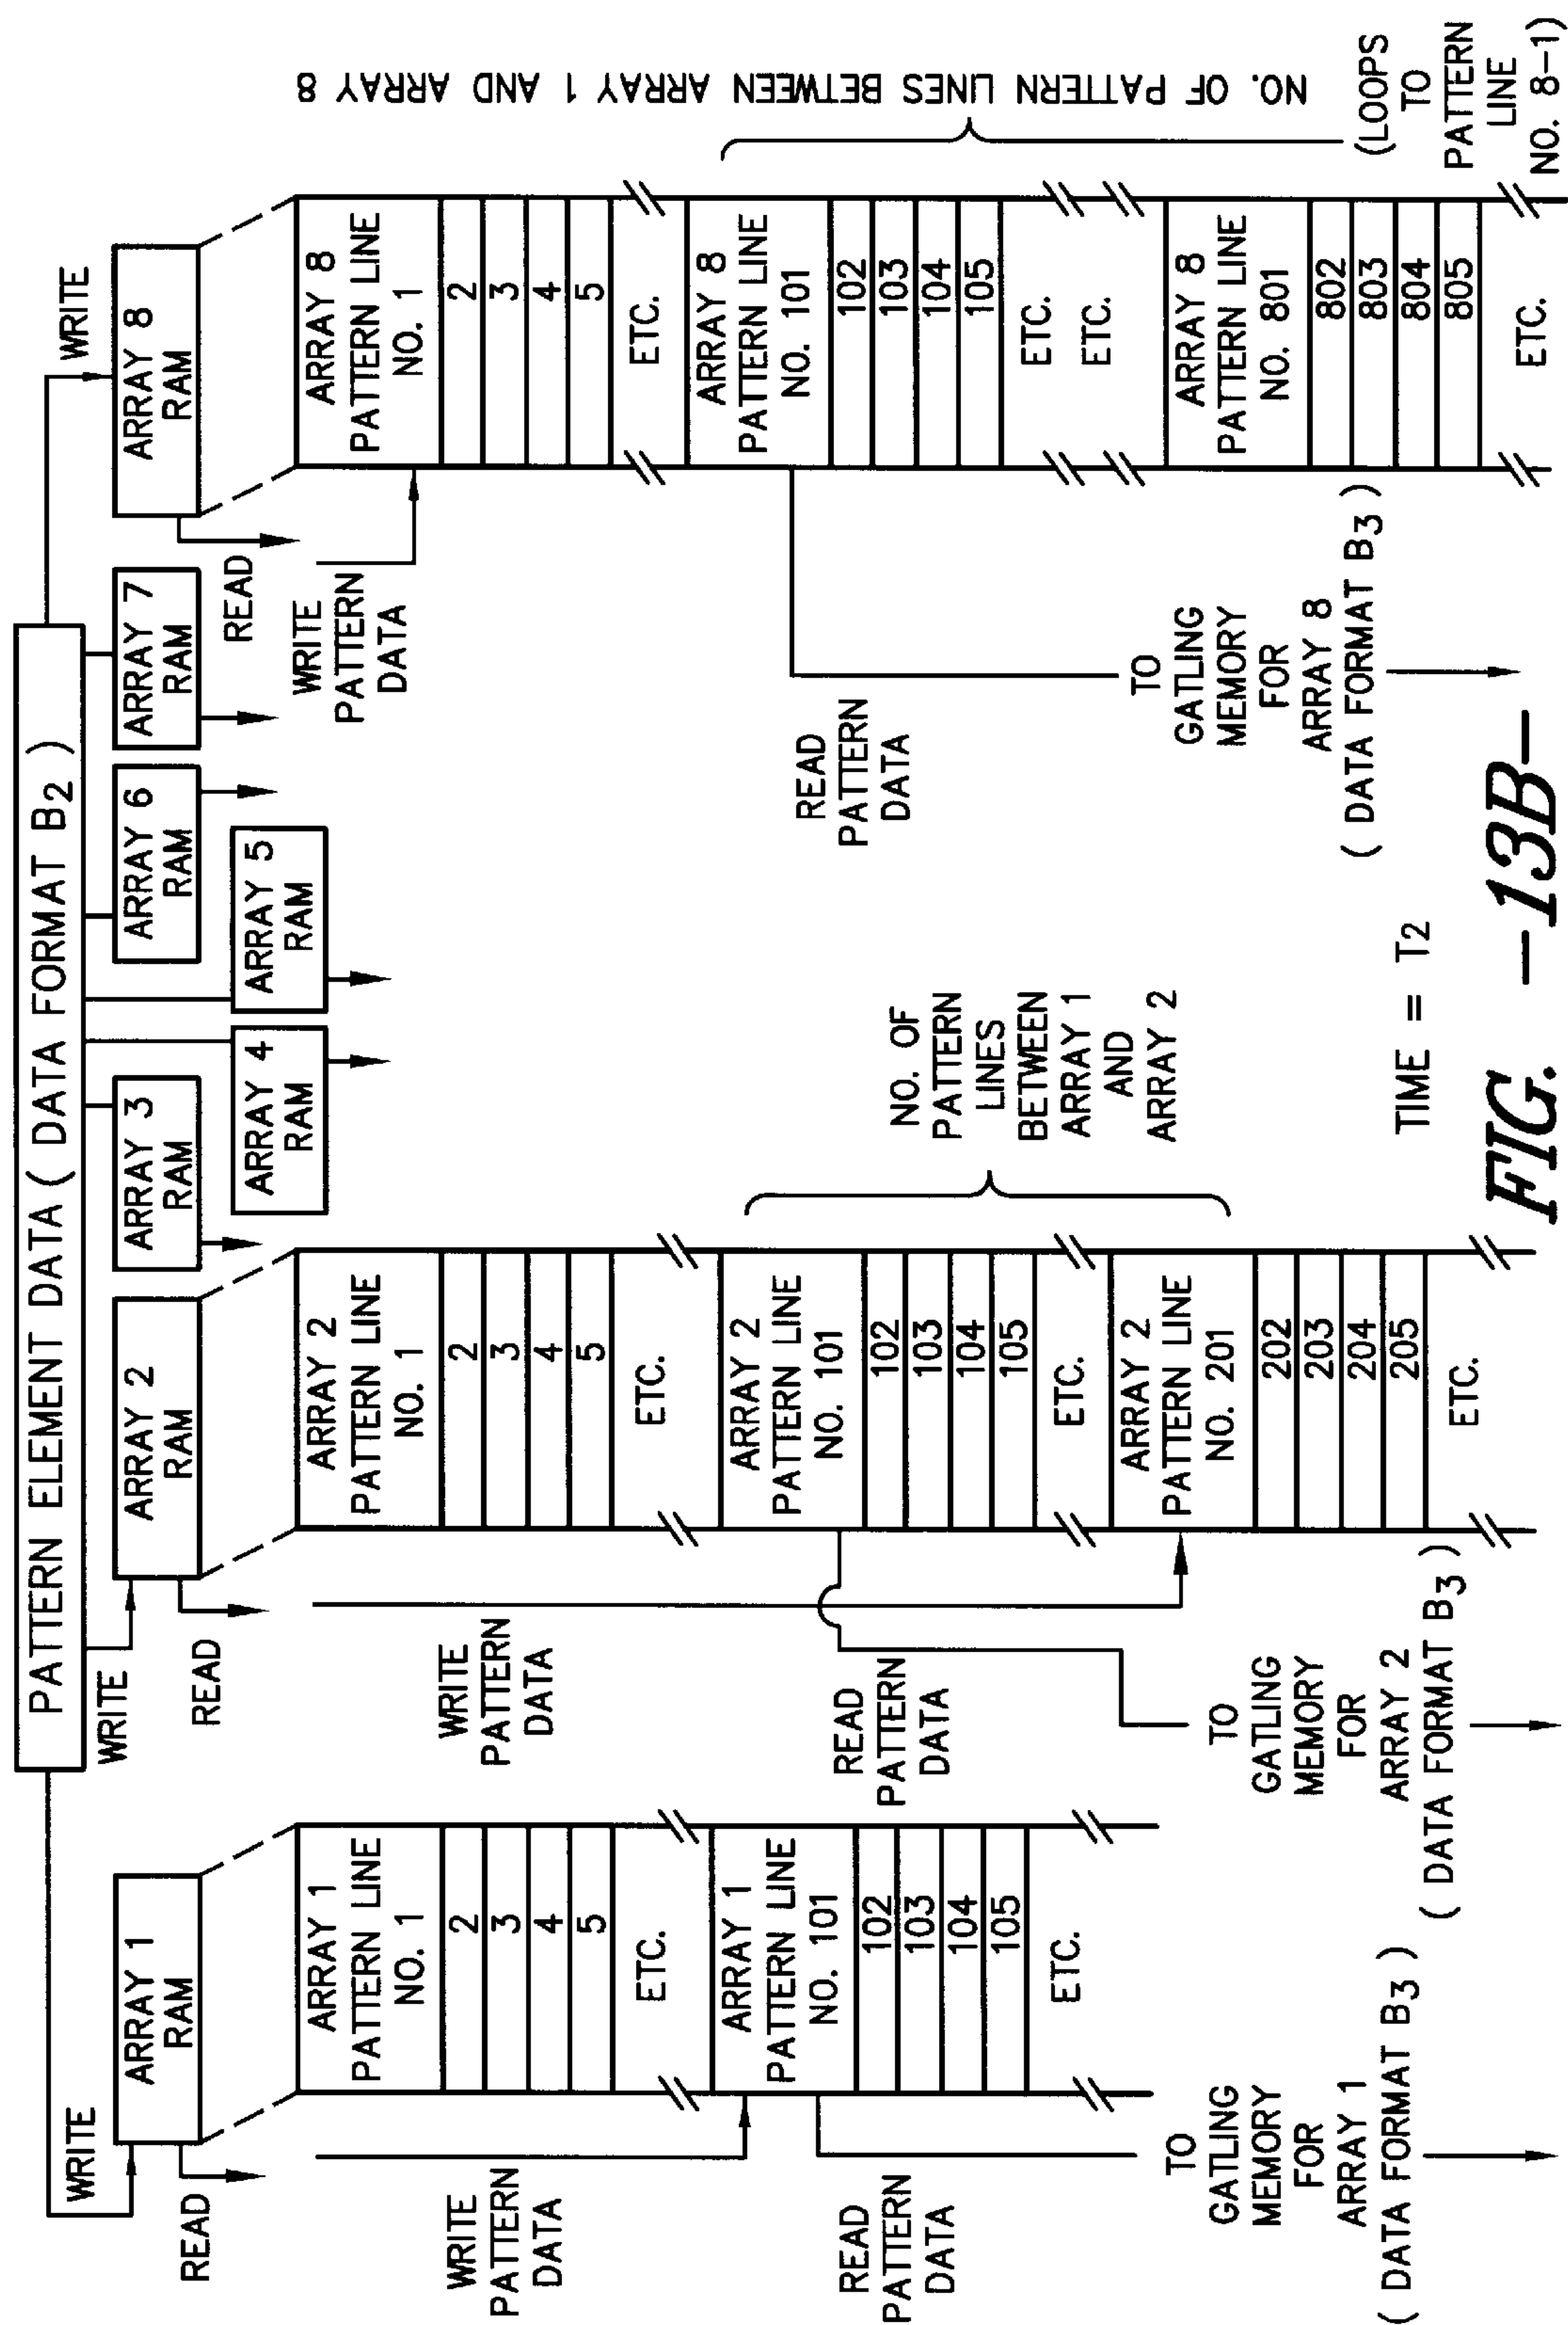 PATTERN ELEMENT DATA ( DATA FORMAT B2 )
WRITE
ARRAY 1
RAM
READ
WRITE
ARRAY 2
RAM
READ
ARRAY 3
RAM
ARRAY 4
RAM
ARRAY 5
RAM
ARRAY 6
RAM
ARRAY 7
RAM
WRITE
ARRAY 8
RAM
READ
WRITE
PATTERN
DATA
ARRAY 1
PATTERN LINE
NO. 1
2
3
4
5
ETC.
ARRAY 1
PATTERN LINE
NO. 101
102
103
104
105
ETC.
READ
PATTERN
DATA
TO
GATLING
MEMORY
FOR
ARRAY 1
( DATA FORMAT B3 )
WRITE
PATTERN
DATA
ARRAY 2
PATTERN LINE
NO. 1
2
3
4
5
ETC.
ARRAY 2
PATTERN LINE
NO. 101
102
103
104
105
ETC.
ARRAY 2
PATTERN LINE
NO. 201
202
203
204
205
ETC.
READ
PATTERN
DATA
TO
GATLING
MEMORY
FOR
ARRAY 2
( DATA FORMAT B3 )
NO. OF
PATTERN
LINES
BETWEEN
ARRAY 1
AND
ARRAY 2
WRITE
PATTERN
DATA
ARRAY 8
PATTERN LINE
NO. 1
2
3
4
5
ETC.
ARRAY 8
PATTERN LINE
NO. 101
102
103
104
105
ETC.
ETC.
ARRAY 8
PATTERN LINE
NO. 801
802
803
804
805
ETC.
READ
PATTERN
DATA
TO
GATLING
MEMORY
FOR
ARRAY 8
( DATA FORMAT B3 )
NO. OF PATTERN LINES BETWEEN ARRAY 1 AND ARRAY 8
(LOOPS
TO
PATTERN
LINE
NO. 8-1)
TIME = T2
FIG. -13B-